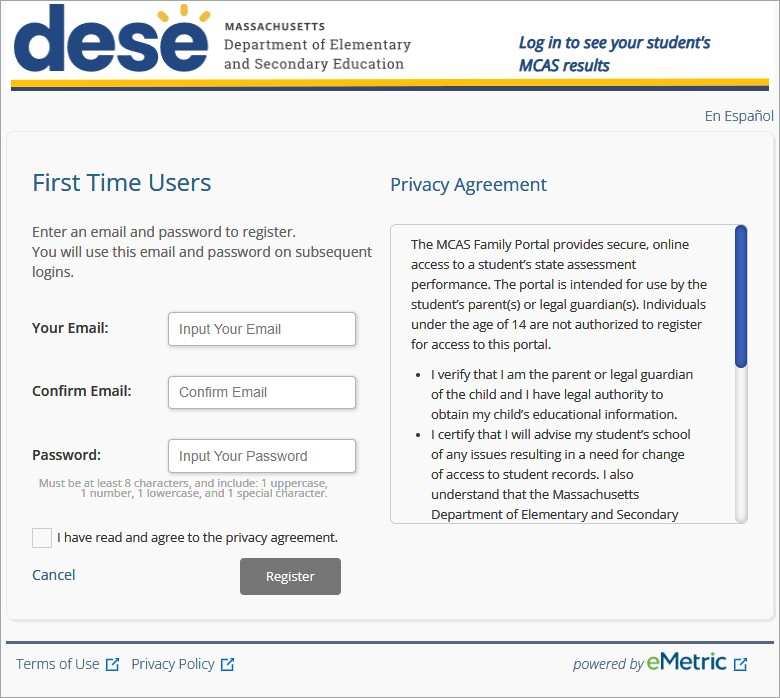 dese
MASSACHUSETTS
Department of Elementary
and Secondary Education
Log in to see your student's
MCAS results
En Español
First Time Users
Enter an email and password to register.
You will use this email and password on subsequent
logins.
Your Email:
Input Your Email
Confirm Email:
Confirm Email
Password:
Input Your Password
Must be at least 8 characters, and include: 1 uppercase,
1 number, 1 lowercase, and 1 special character.
I have read and agree to the privacy agreement.
Cancel
Register
Privacy Agreement
The MCAS Family Portal provides secure, online
access to a student’s state assessment
performance. The portal is intended for use by the
student’s parent(s) or legal guardian(s). Individuals
under the age of 14 are not authorized to register
for access to this portal.
• I verify that I am the parent or legal guardian
of the child and I have legal authority to
obtain my child’s educational information.
• I certify that I will advise my student’s school
of any issues resulting in a need for change
of access to student records. I also
understand that the Massachusetts
Department of Elementary and Secondary
Terms of Use
Privacy Policy
powered by eMetric